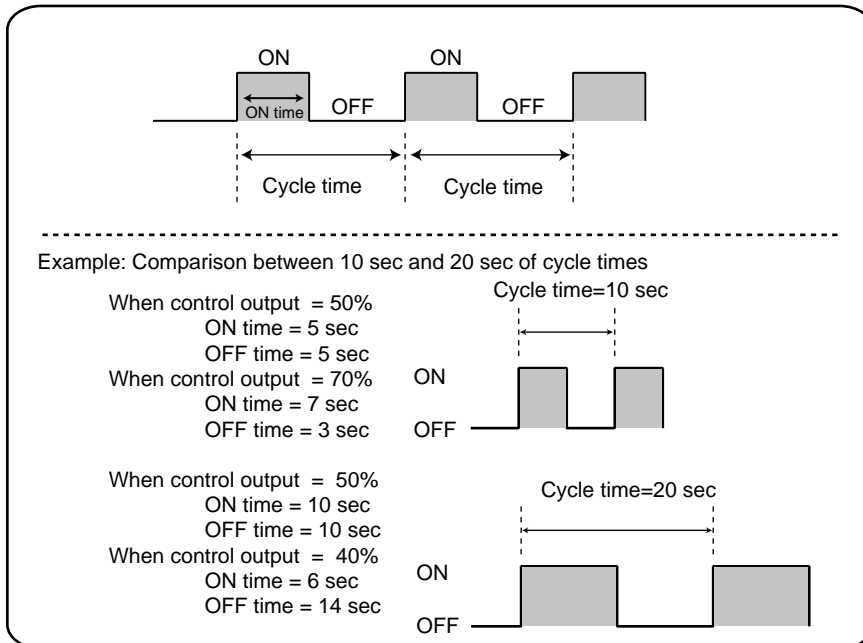 ON
ON
ON time
OFF
OFF
Cycle time
Cycle time
Example: Comparison between 10 sec and 20 sec of cycle times
When control output = 50%
ON time = 5 sec
OFF time = 5 sec
When control output = 70%
ON time = 7 sec
OFF time = 3 sec
Cycle time=10 sec
ON
OFF
When control output = 50%
ON time = 10 sec
OFF time = 10 sec
When control output = 40%
ON time = 6 sec
OFF time = 14 sec
Cycle time=20 sec
ON
OFF